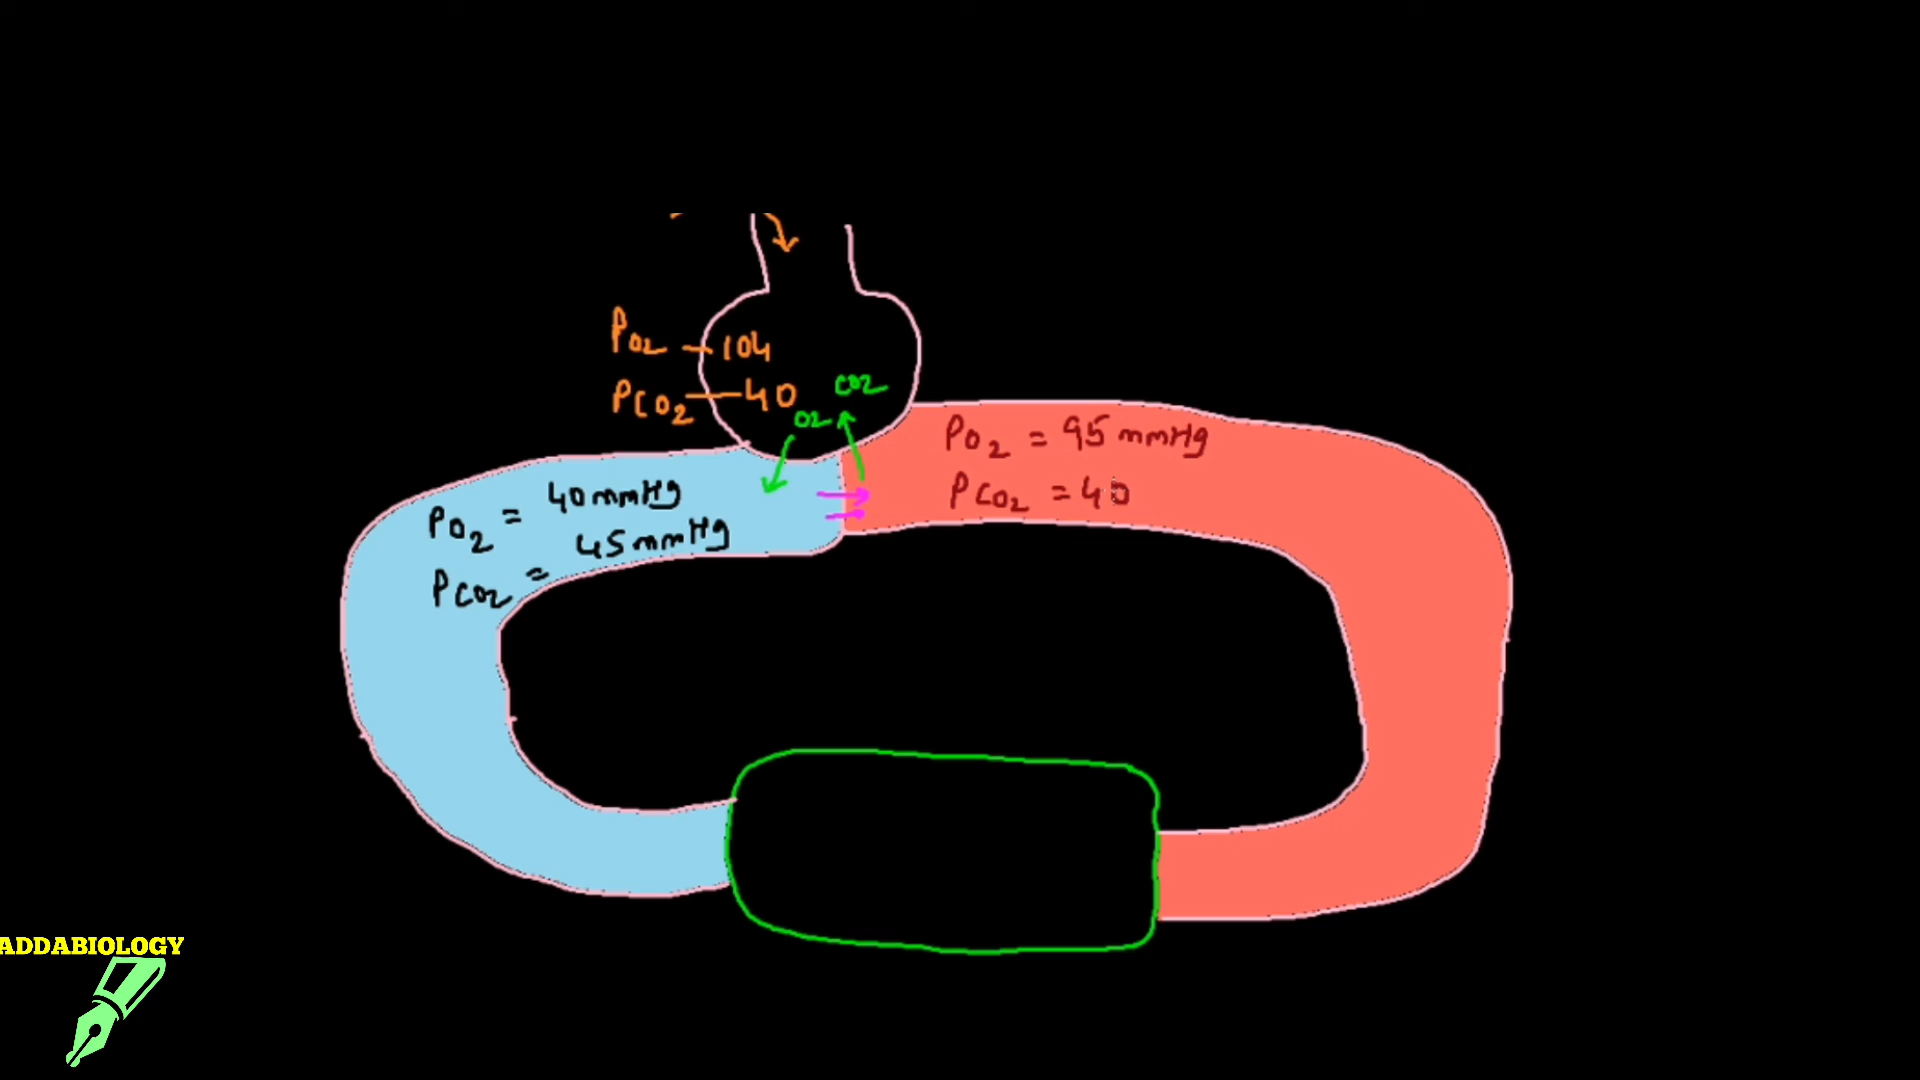 PO2 — 104
PCO2 — 40
CO2
O2
PO2 = 95 mmHg
PCO2 = 40
PO2 = 40 mmHg
45 mmHg
PCO2 =
ADDABIOLOGY